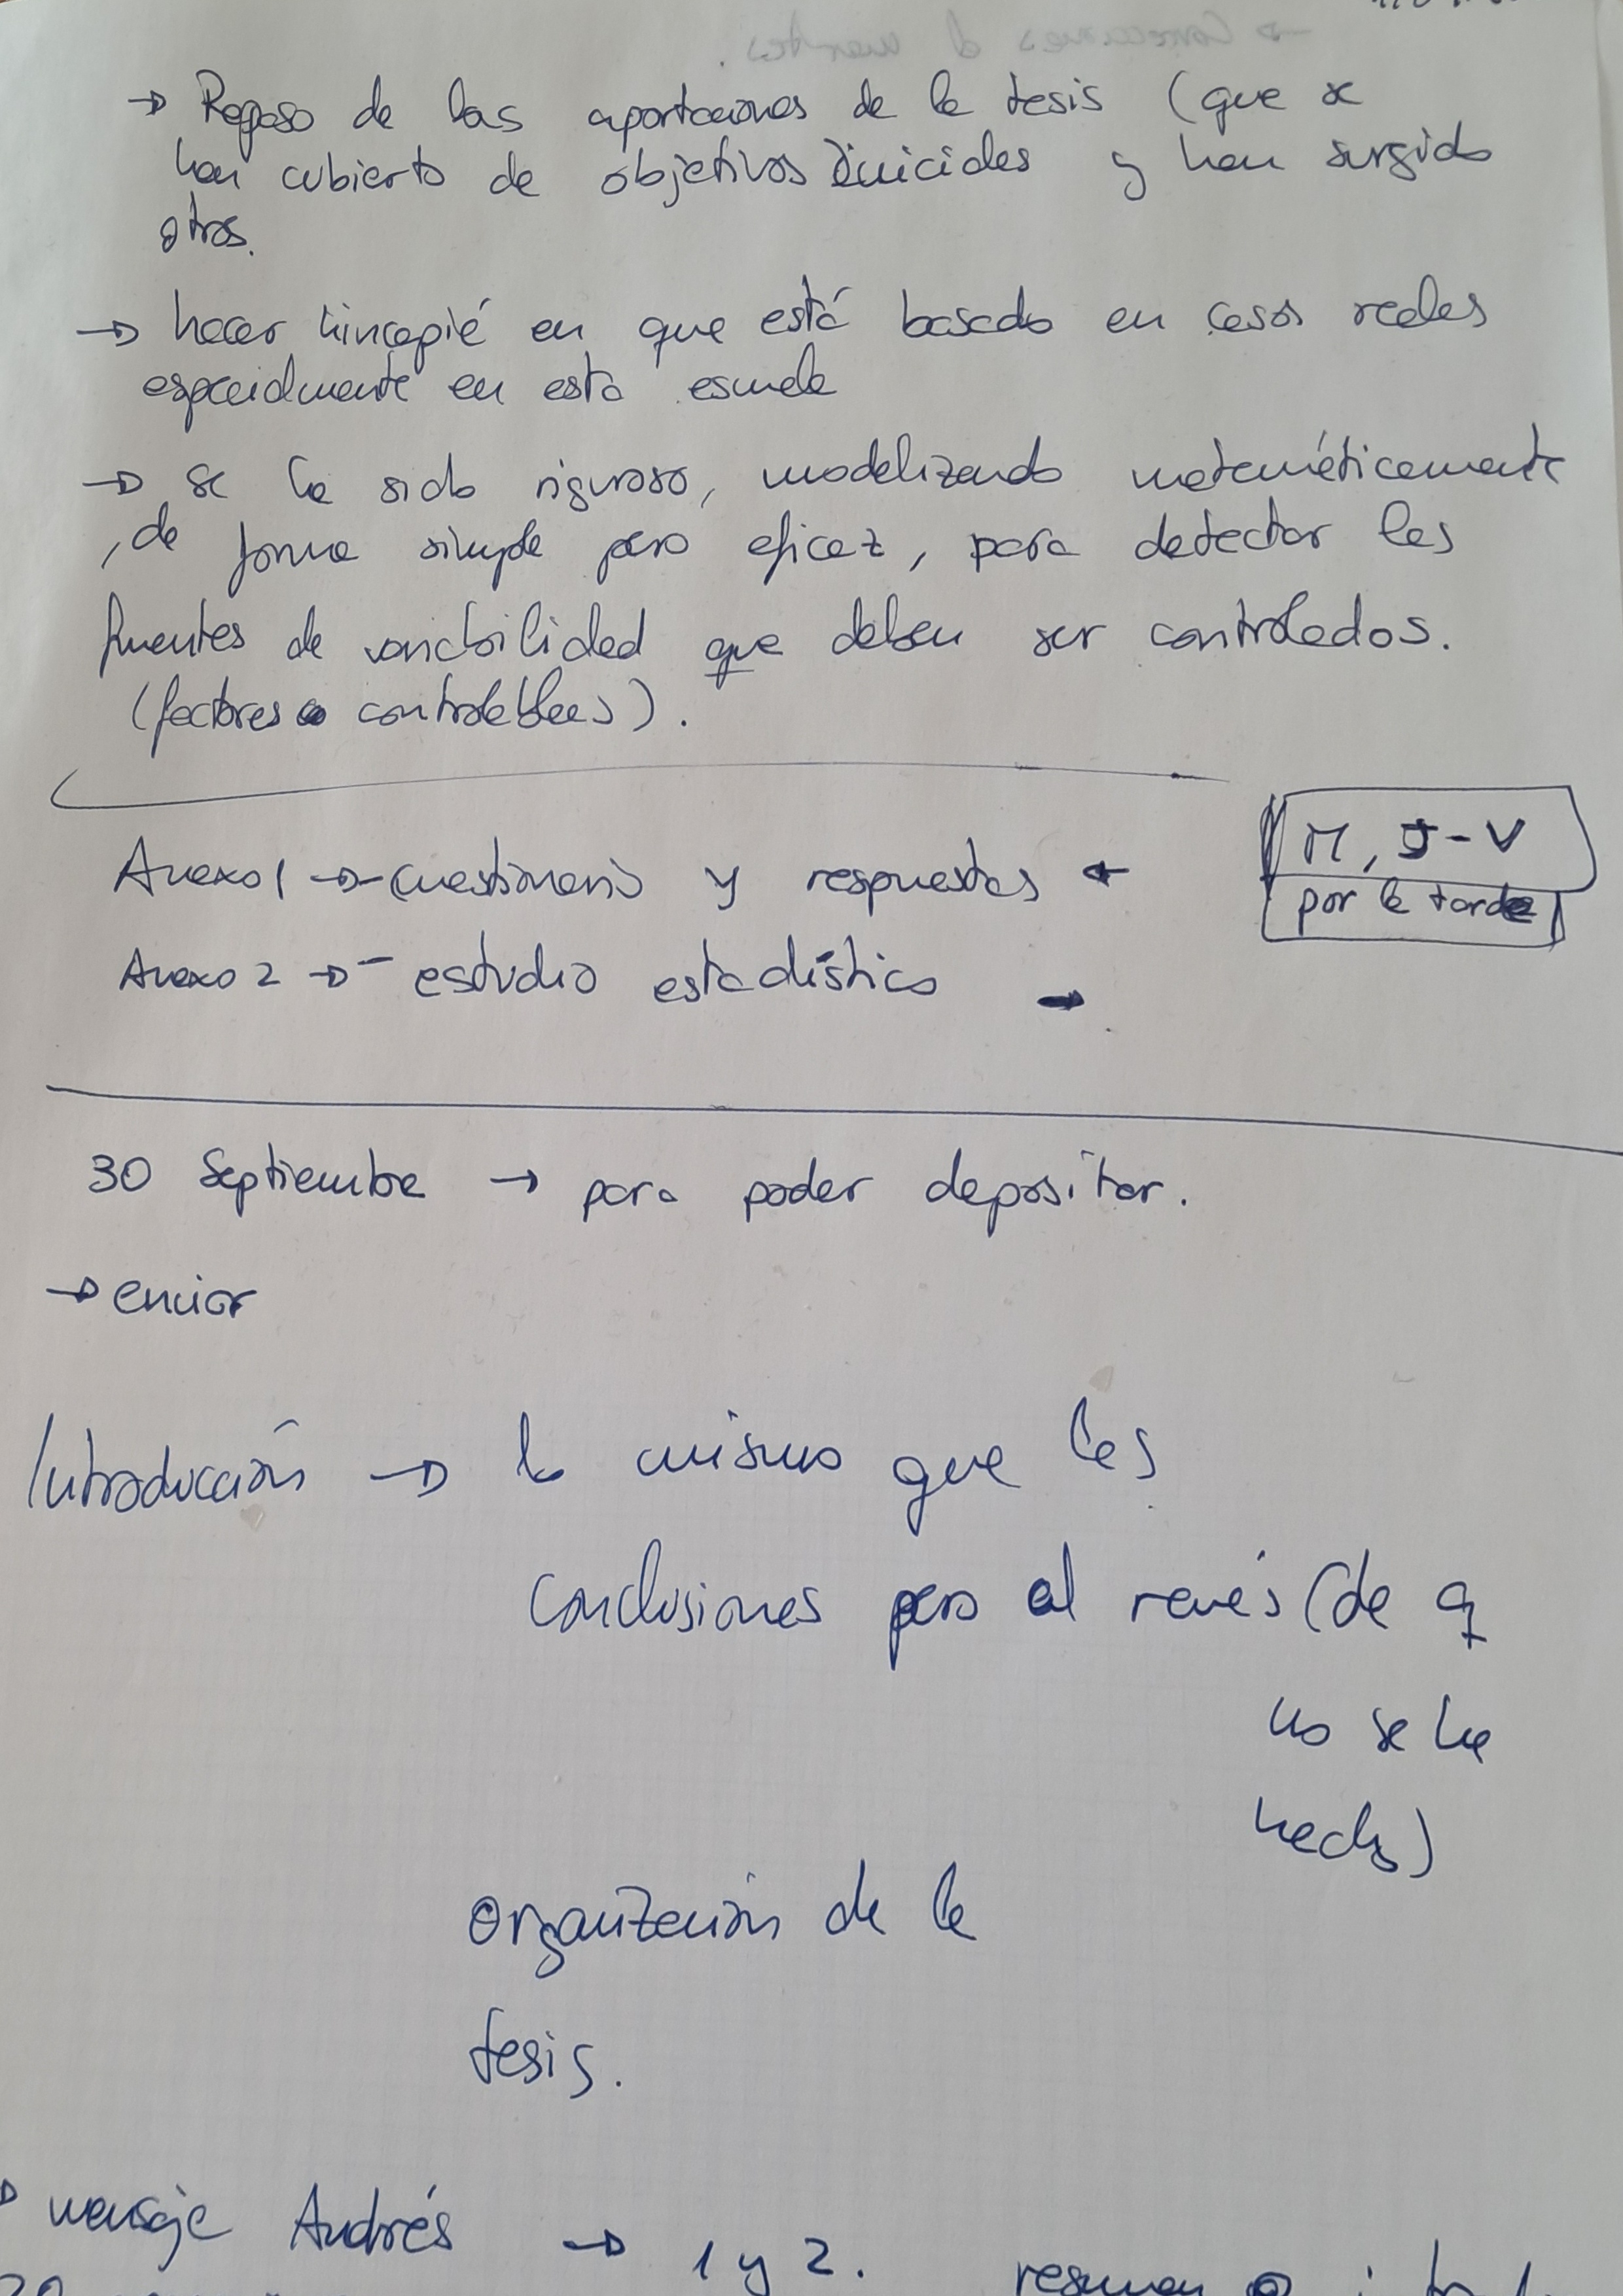 → Repaso de las aportaciones de la tesis (que se
han cubierto de objetivos iniciales y han surgido
otros.
→ hacer hincapié en que está basado en casos reales
especialmente en esta escuela
→ se ha sido riguroso, modelizando matemáticamente
, de forma simple pero eficaz, para detectar las
fuentes de variabilidad que deben ser controlados.
(factores controlables).
Anexo 1 → - cuestionario y respuestas ←
M, J-V
por la tarde
Anexo 2 → - estudio estadístico →
30 Septiembre → para poder depositar.
→ enviar
Introducción → lo mismo que las
conclusiones pero al revés (de q
no se ha
hecho)
Organización de la
tesis.
→ mensaje Andrés → 1 y 2.
resumen